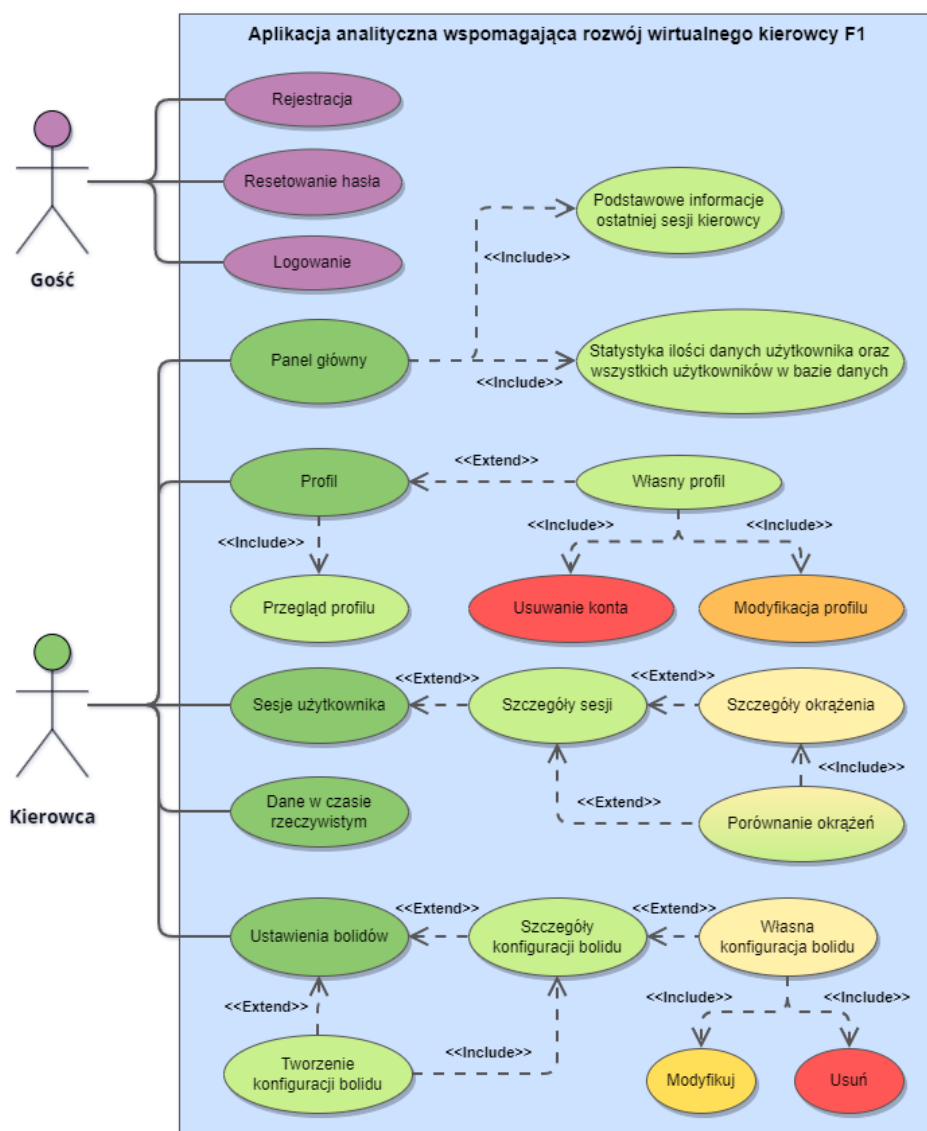 Aplikacja analityczna wspomagająca rozwój wirtualnego kierowcy F1
Rejestracja
Resetowanie hasła
Logowanie
Gość
Podstawowe informacje
ostatniej sesji kierowcy
<<Include>>
Panel główny
Statystyka ilości danych użytkownika oraz
wszystkich użytkowników w bazie danych
<<Include>>
Profil
<<Extend>>
Własny profil
<<Include>>
<<Include>>
<<Include>>
Przegląd profilu
Usuwanie konta
Modyfikacja profilu
Kierowca
Sesje użytkownika
<<Extend>>
Szczegóły sesji
<<Extend>>
Szczegóły okrążenia
<<Include>>
<<Extend>>
Dane w czasie
rzeczywistym
Porównanie okrążeń
Ustawienia bolidów
<<Extend>>
Szczegóły
konfiguracji bolidu
<<Extend>>
Własna
konfiguracja bolidu
<<Extend>>
<<Include>>
<<Include>>
<<Include>>
Tworzenie
konfiguracji bolidu
Modyfikuj
Usuń